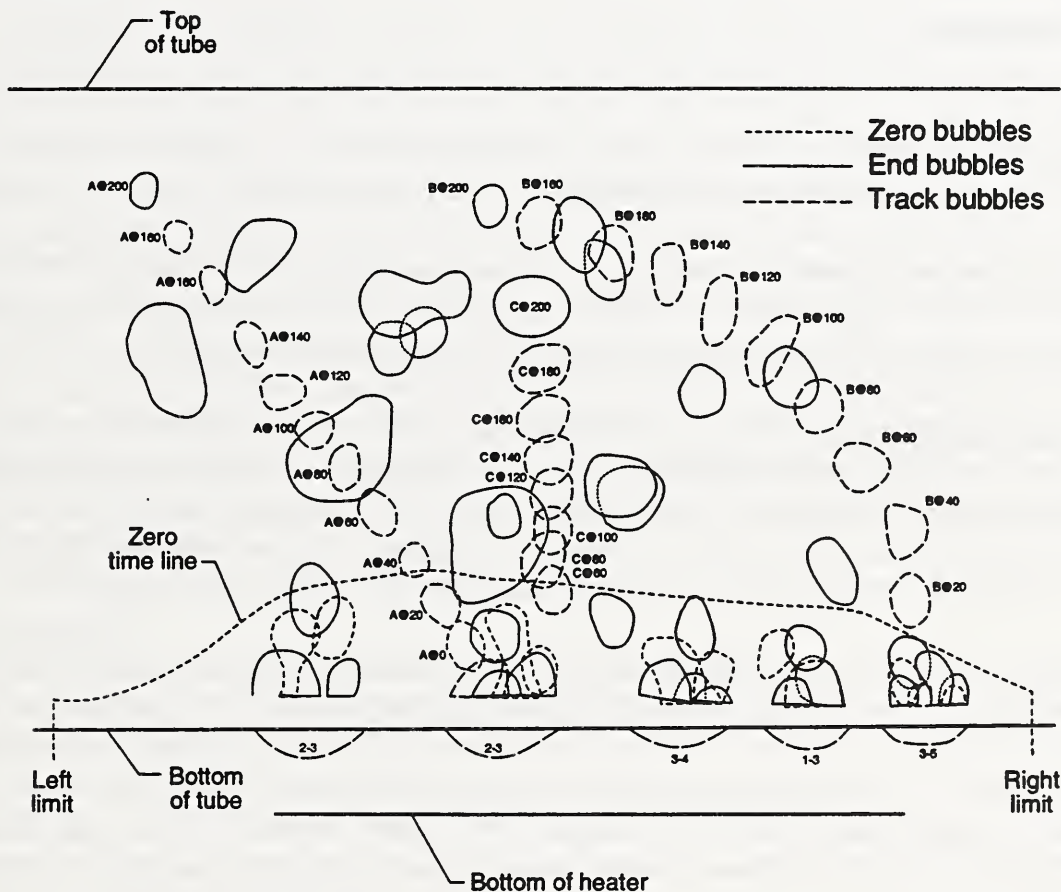 Top
of tube
Zero bubbles
End bubbles
Track bubbles
A@200
B@200
B@180
B@160
A@180
B@140
A@160
B@120
C@200
B@100
A@140
A@120
C@180
B@80
C@160
A@100
B@60
C@140
A@80
C@120
B@40
A@60
Zero
time line
C@100
A@40
C@80
C@60
B@20
A@20
A@0
2-3
2-3
3-4
1-3
3-5
Left
limit
Bottom
of tube
Right
limit
Bottom of heater